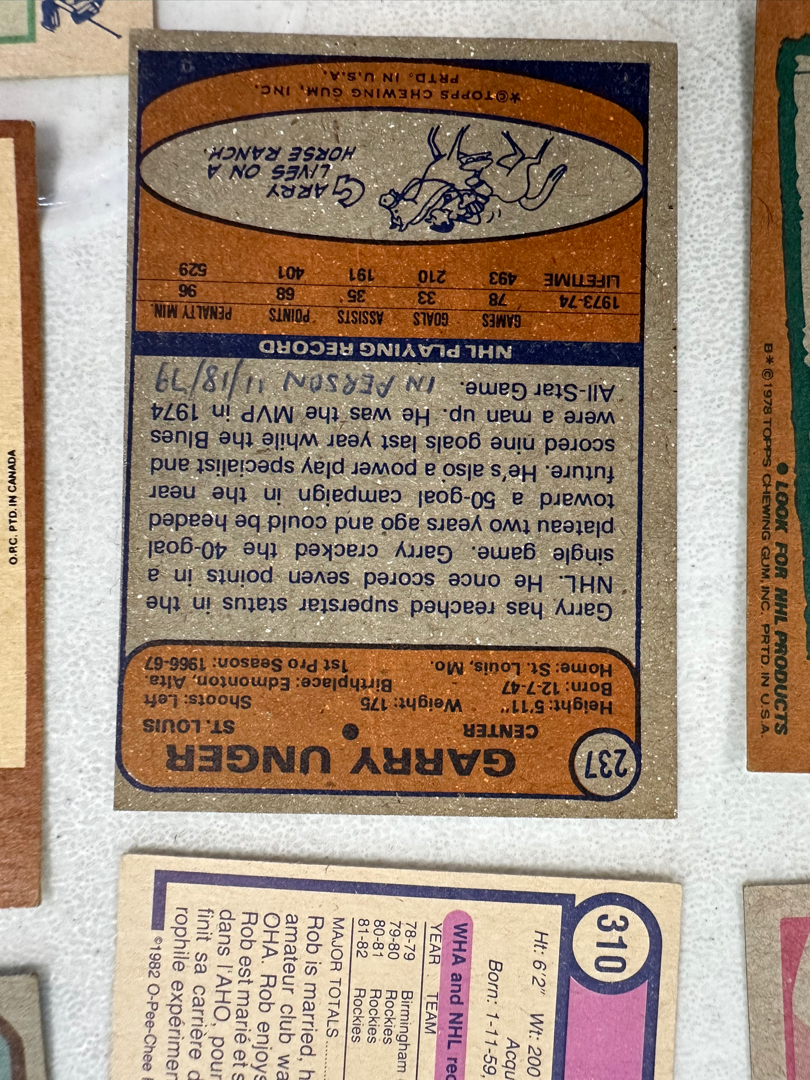 237
GARRY UNGER
CENTER ● ST. LOUIS
Height: 5'11" Weight: 175 Shoots: Left
Born: 12-7-47 Birthplace: Edmonton, Alta.
Home: St. Louis, Mo. 1st Pro Season: 1966-67
Garry has reached superstar status in the
NHL. He once scored seven points in a
single game. Garry cracked the 40-goal
plateau two years ago and could be headed
toward a 50-goal campaign in the near
future. He's also a power play specialist and
scored nine goals last year while the Blues
were a man up. He was the MVP in 1974
All-Star Game. IN PERSON 11/18/79
NHL PLAYING RECORD
GAMES GOALS ASSISTS POINTS PENALTY MIN.
1973-74 78 33 35 68 96
LIFETIME 493 210 191 401 529
GARRY
LIVES ON A
HORSE RANCH.
*©TOPPS CHEWING GUM, INC.
PRTD. IN U.S.A.
O.P.C. PTD. IN CANADA
● LOOK FOR NHL PRODUCTS
B*©1978 TOPPS CHEWING GUM, INC. PRTD. IN U.S.A.
310
Ht: 6'2" Wt: 200
Acqu
Born: 1-11-59,
WHA and NHL rec
YEAR TEAM
78-79 Birmingham
79-80 Rockies
80-81 Rockies
81-82 Rockies
MAJOR TOTALS
Rob is married, h
amateur club wa
OHA. Rob enjoys
Rob est marié et s
dans l'AHO, pour
finit sa carrière d
rophile expérimen
©1982 O-Pee-Chee